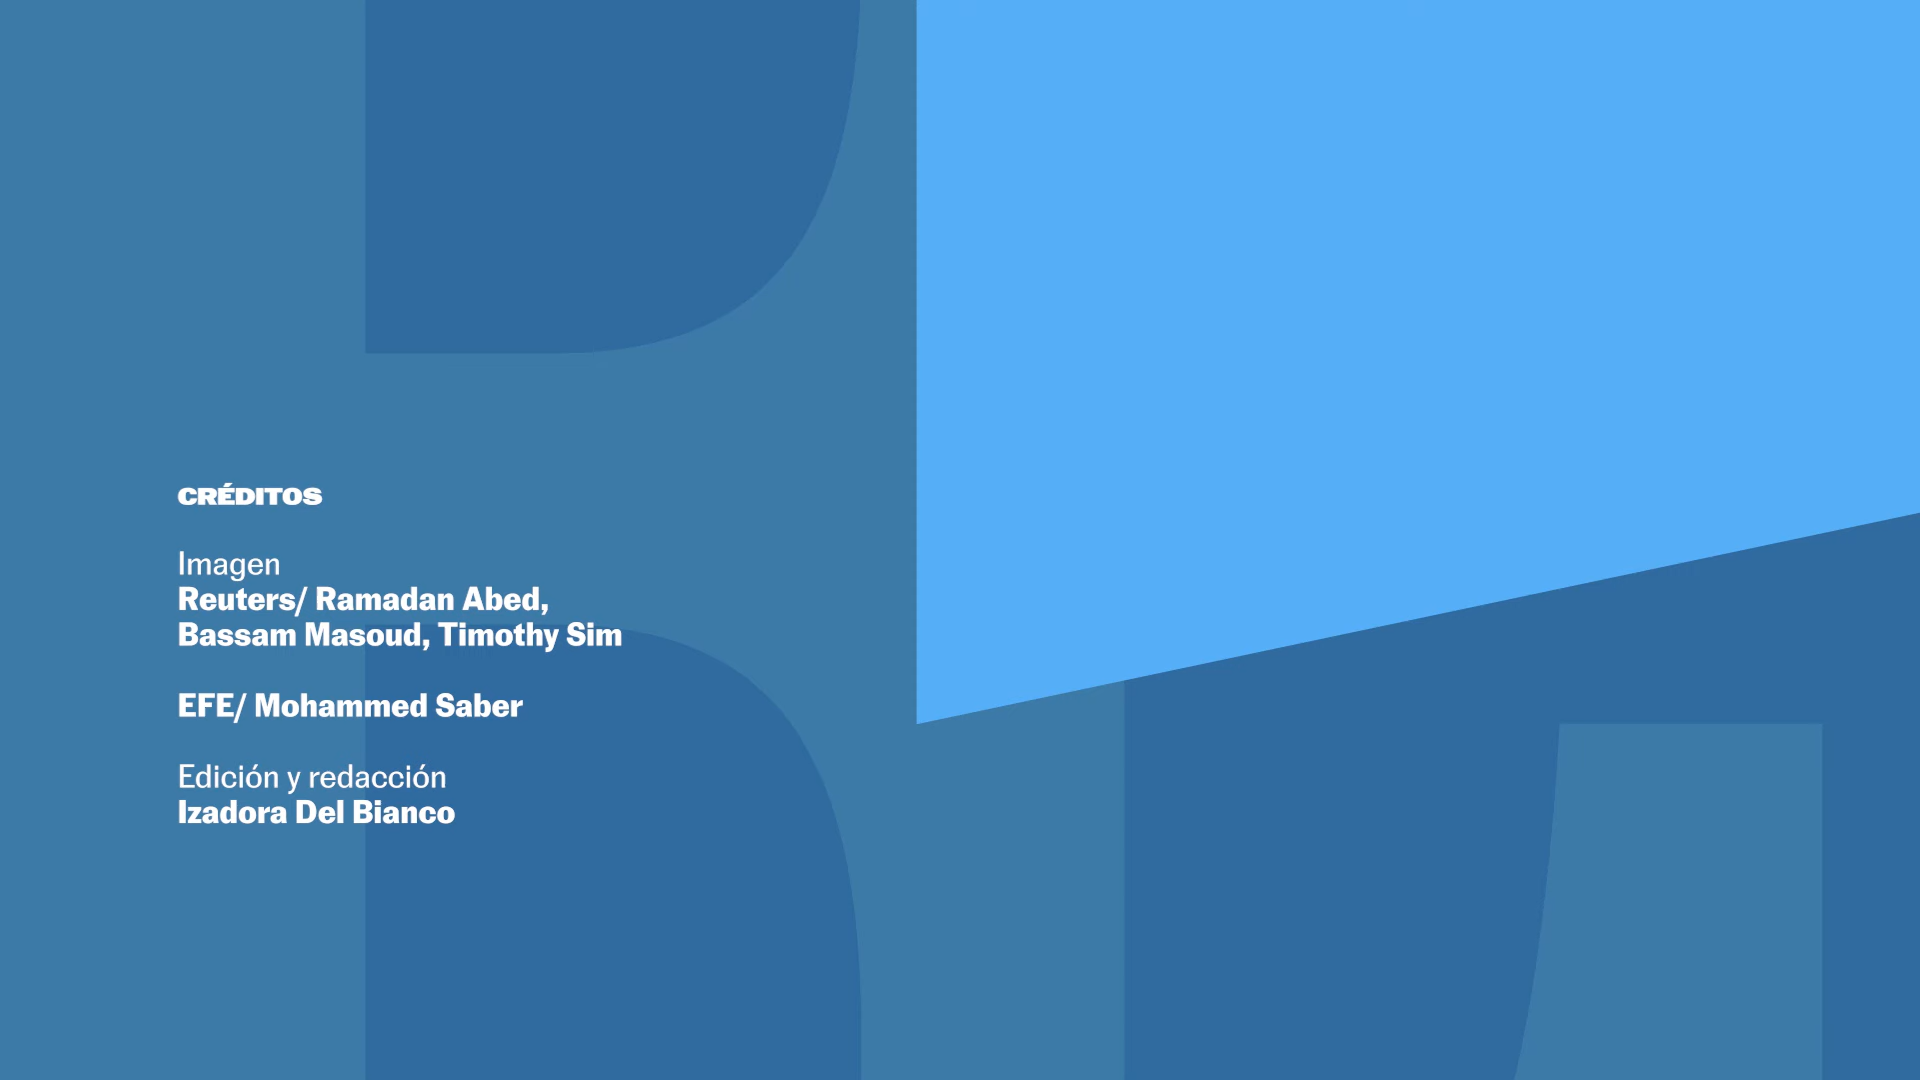 CRÉDITOS
Imagen
Reuters/ Ramadan Abed,
Bassam Masoud, Timothy Sim
EFE/ Mohammed Saber
Edición y redacción
Izadora Del Bianco